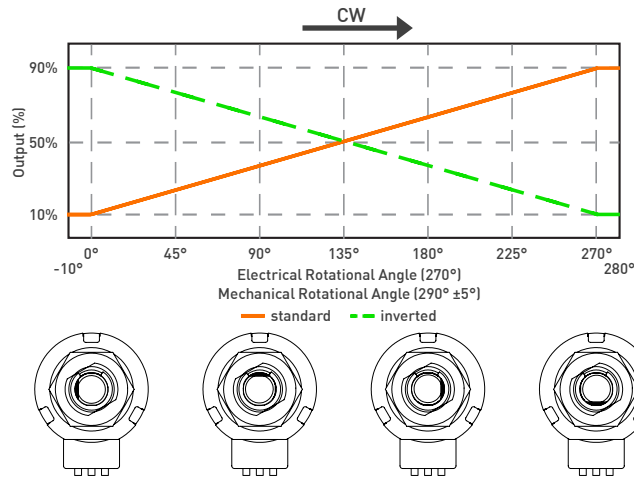 CW
90%
50%
10%
Output (%)
0° 45° 90° 135° 180° 225° 270°
-10° 280°
Electrical Rotational Angle (270°)
Mechanical Rotational Angle (290° ±5°)
standard inverted